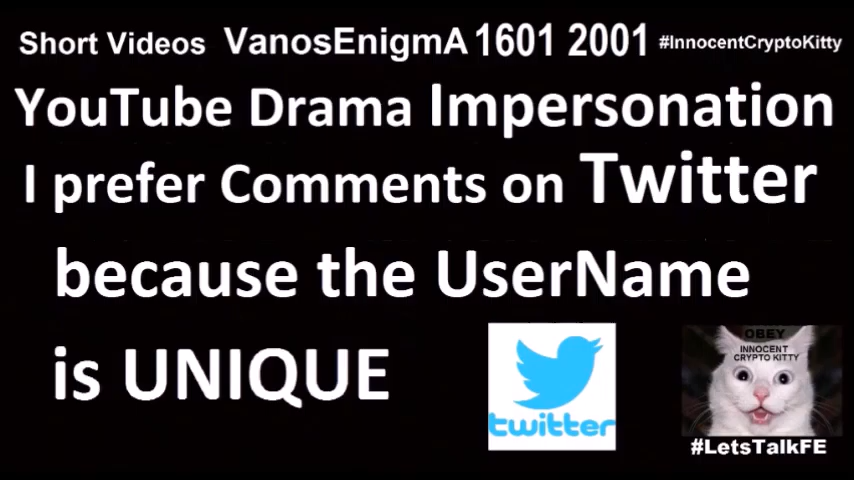 Short Videos VanosEnigmA 1601 2001 #InnocentCryptoKitty
YouTube Drama Impersonation
I prefer Comments on Twitter
because the UserName
is UNIQUE
twitter
OBEY
INNOCENT
CRYPTO KITTY
#LetsTalkFE